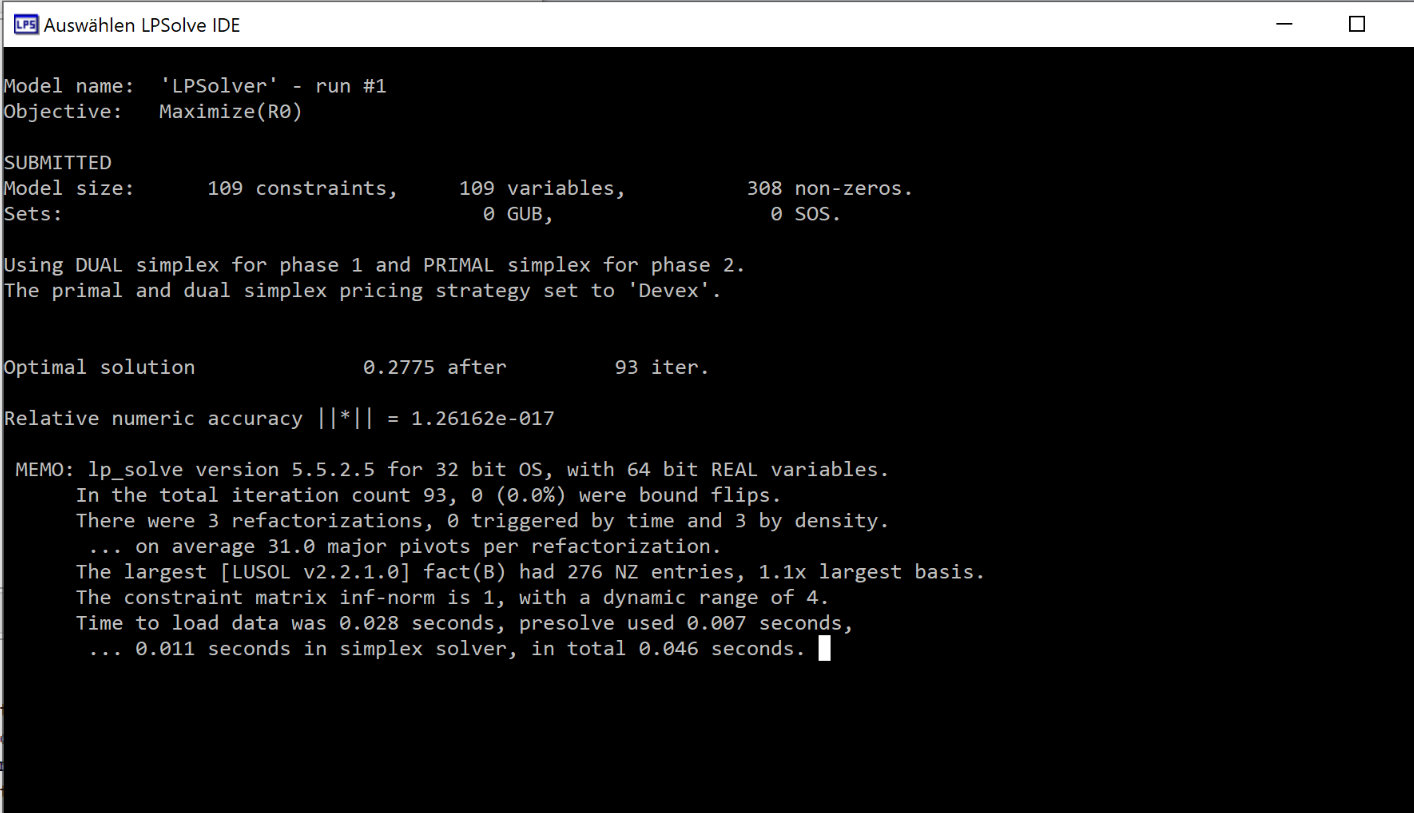 LPS Auswählen LPSolve IDE
Model name: 'LPSolver' - run #1
Objective: Maximize(R0)
SUBMITTED
Model size: 109 constraints, 109 variables, 308 non-zeros.
Sets: 0 GUB, 0 SOS.
Using DUAL simplex for phase 1 and PRIMAL simplex for phase 2.
The primal and dual simplex pricing strategy set to 'Devex'.
Optimal solution 0.2775 after 93 iter.
Relative numeric accuracy ||*|| = 1.26162e-017
MEMO: lp_solve version 5.5.2.5 for 32 bit OS, with 64 bit REAL variables.
In the total iteration count 93, 0 (0.0%) were bound flips.
There were 3 refactorizations, 0 triggered by time and 3 by density.
... on average 31.0 major pivots per refactorization.
The largest [LUSOL v2.2.1.0] fact(B) had 276 NZ entries, 1.1x largest basis.
The constraint matrix inf-norm is 1, with a dynamic range of 4.
Time to load data was 0.028 seconds, presolve used 0.007 seconds,
... 0.011 seconds in simplex solver, in total 0.046 seconds.